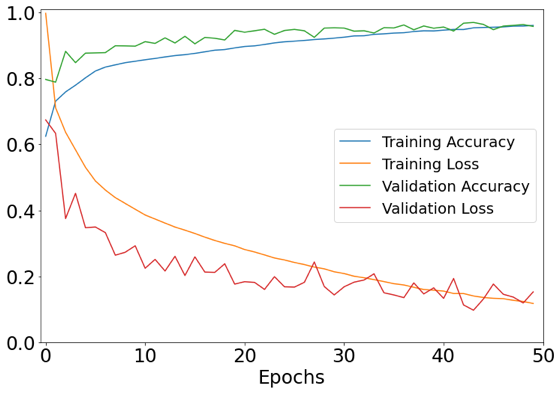 1.0
0.8
0.6
0.4
0.2
0.0
Training Accuracy
Training Loss
Validation Accuracy
Validation Loss
0 10 20 30 40 50
Epochs